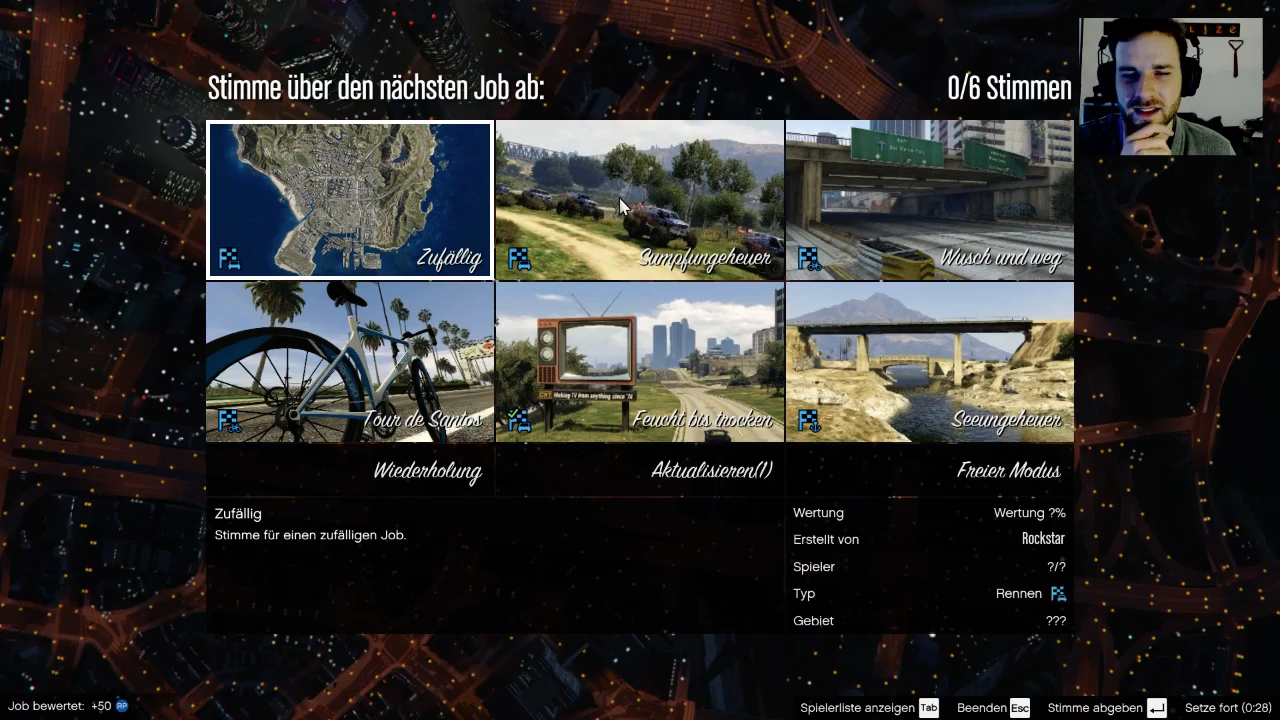 Stimme über den nächsten Job ab:
0/6 Stimmen
Zufällig
Sumpfungeheuer
Wusch und weg
Tour de Santos
Feucht bis trocken
Seeungeheuer
Wiederholung
Aktualisieren(1)
Freier Modus
Zufällig
Stimme für einen zufälligen Job.
Wertung
Wertung ?%
Erstellt von
Rockstar
Spieler
?/?
Typ
Rennen
Gebiet
???
Job bewertet: +50 RP
Spielerliste anzeigen Tab
Beenden Esc
Stimme abgeben
Setze fort (0:28)